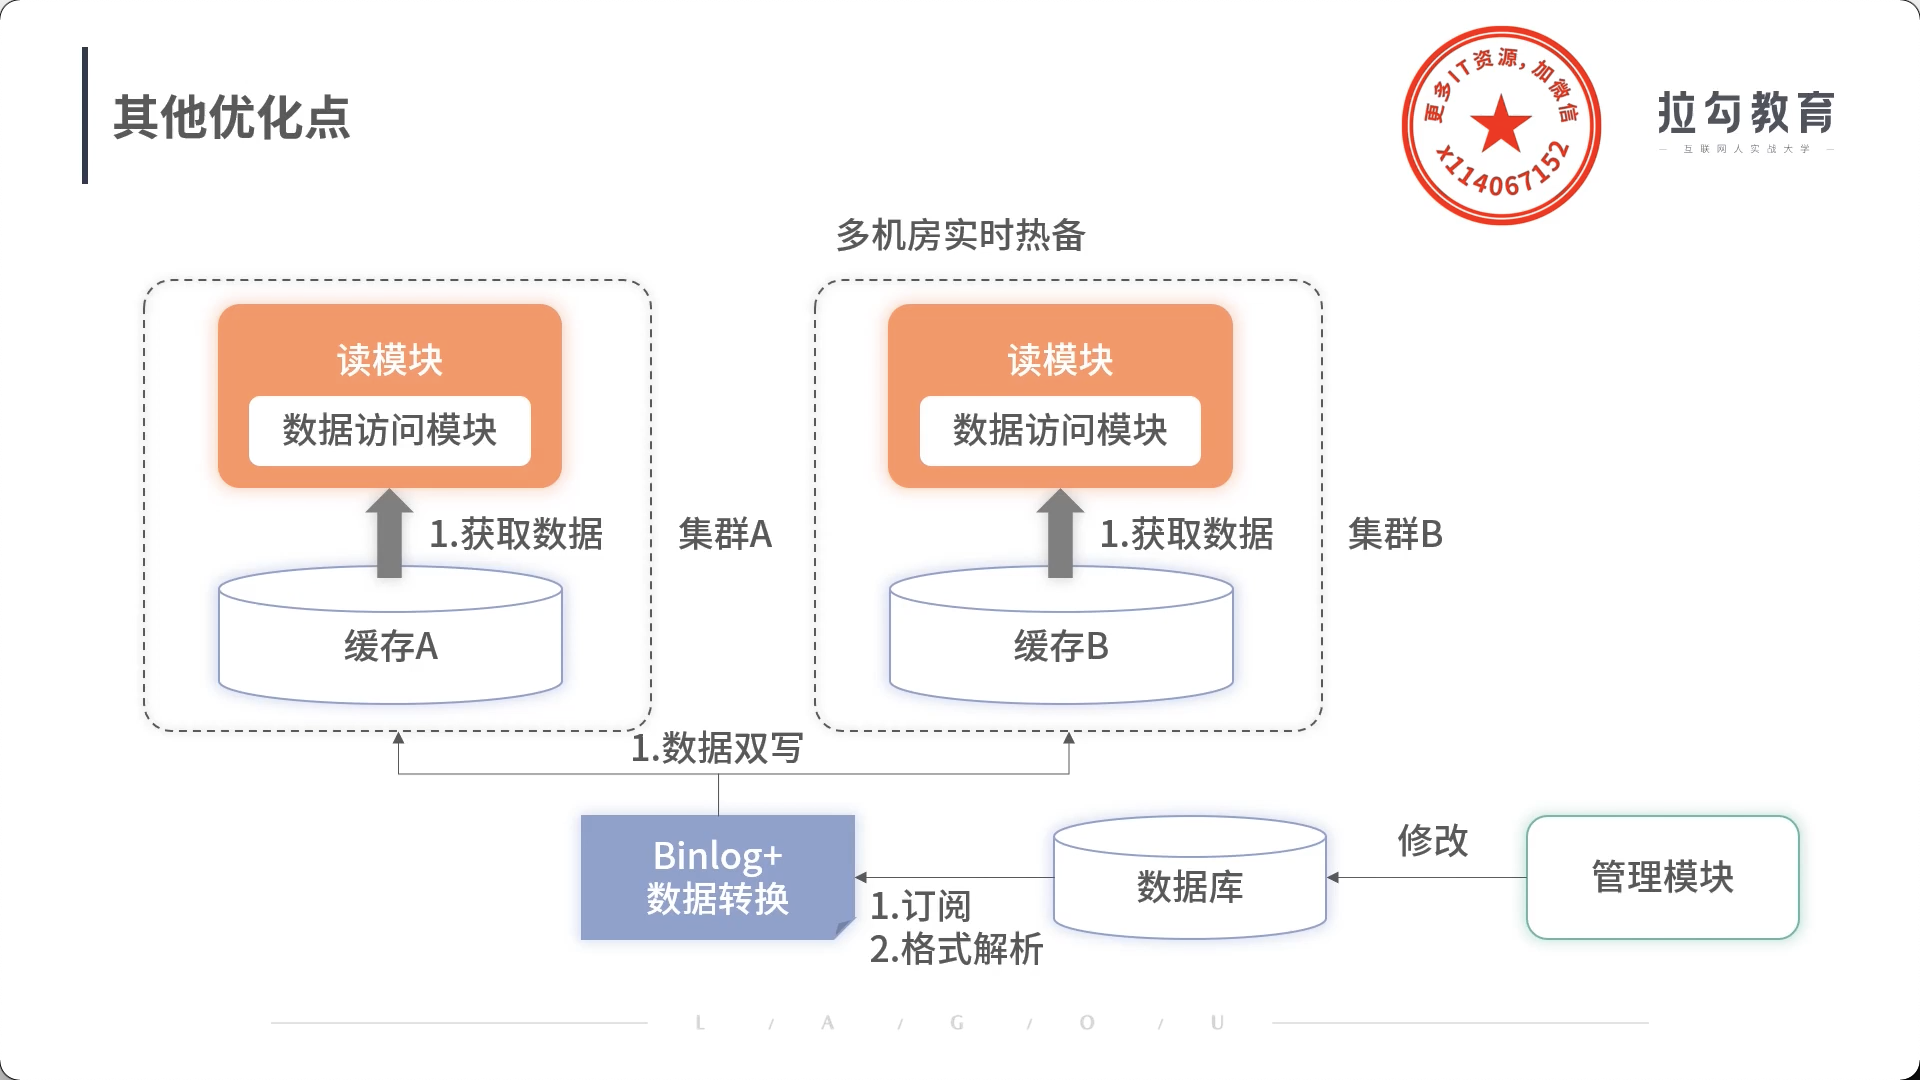 其他优化点
更多IT资源,加微信
x114067152
拉勾教育
互联网人实战大学
多机房实时热备
读模块
数据访问模块
1.获取数据
集群A
缓存A
读模块
数据访问模块
1.获取数据
集群B
缓存B
1.数据双写
Binlog+
数据转换
1.订阅
2.格式解析
数据库
修改
管理模块
L / A / G / O / U